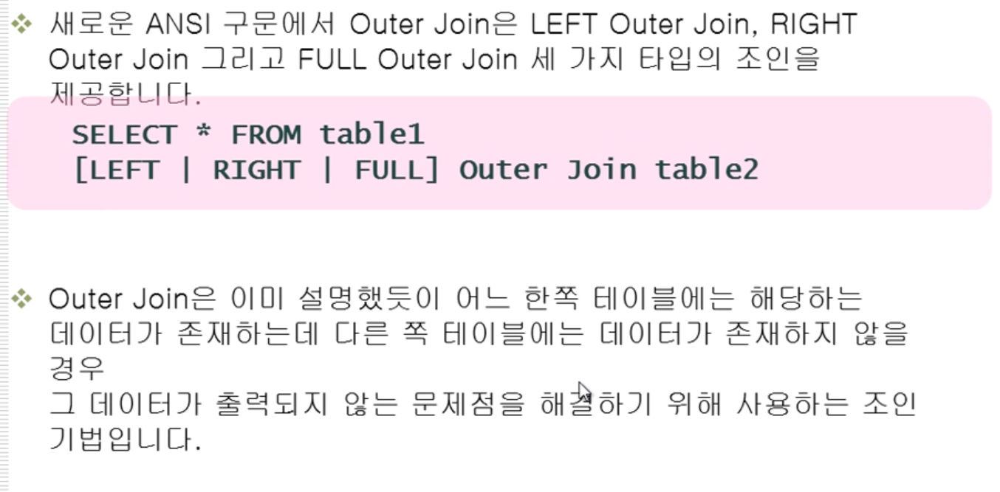 새로운 ANSI 구문에서 Outer Join은 LEFT Outer Join, RIGHT
Outer Join 그리고 FULL Outer Join 세 가지 타입의 조인을
제공합니다.
SELECT * FROM table1
[LEFT | RIGHT | FULL] Outer Join table2
Outer Join은 이미 설명했듯이 어느 한쪽 테이블에는 해당하는
데이터가 존재하는데 다른 쪽 테이블에는 데이터가 존재하지 않을
경우
그 데이터가 출력되지 않는 문제점을 해결하기 위해 사용하는 조인
기법입니다.